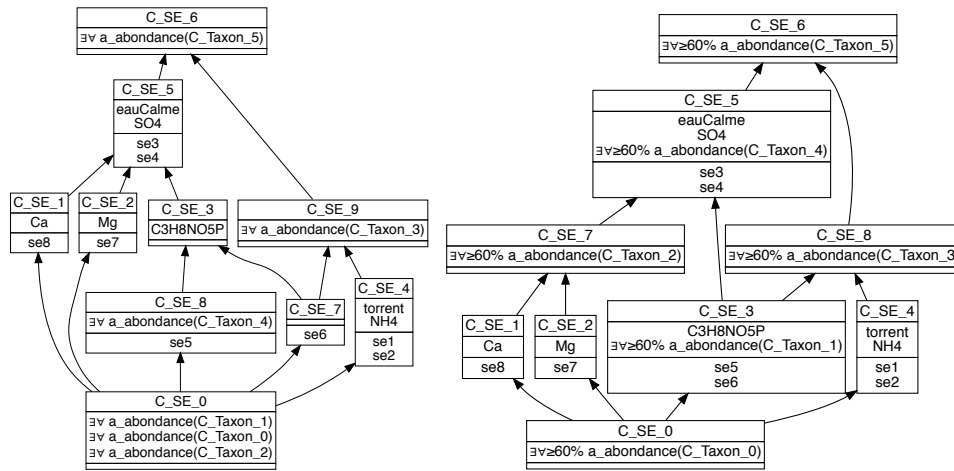 C_SE_6
∃∀ a_abondance(C_Taxon_5)
C_SE_5
eauCalme
SO4
se3
se4
C_SE_1
Ca
se8
C_SE_2
Mg
se7
C_SE_3
C3H8NO5P
C_SE_9
∃∀ a_abondance(C_Taxon_3)
C_SE_8
∃∀ a_abondance(C_Taxon_4)
se5
C_SE_7
se6
C_SE_4
torrent
NH4
se1
se2
C_SE_0
∃∀ a_abondance(C_Taxon_1)
∃∀ a_abondance(C_Taxon_0)
∃∀ a_abondance(C_Taxon_2)
C_SE_6
∃∀≥60% a_abondance(C_Taxon_5)
C_SE_5
eauCalme
SO4
∃∀≥60% a_abondance(C_Taxon_4)
se3
se4
C_SE_7
∃∀≥60% a_abondance(C_Taxon_2)
C_SE_8
∃∀≥60% a_abondance(C_Taxon_3
C_SE_1
Ca
se8
C_SE_2
Mg
se7
C_SE_3
C3H8NO5P
∃∀≥60% a_abondance(C_Taxon_1)
se5
se6
C_SE_4
torrent
NH4
se1
se2
C_SE_0
∃∀≥60% a_abondance(C_Taxon_0)